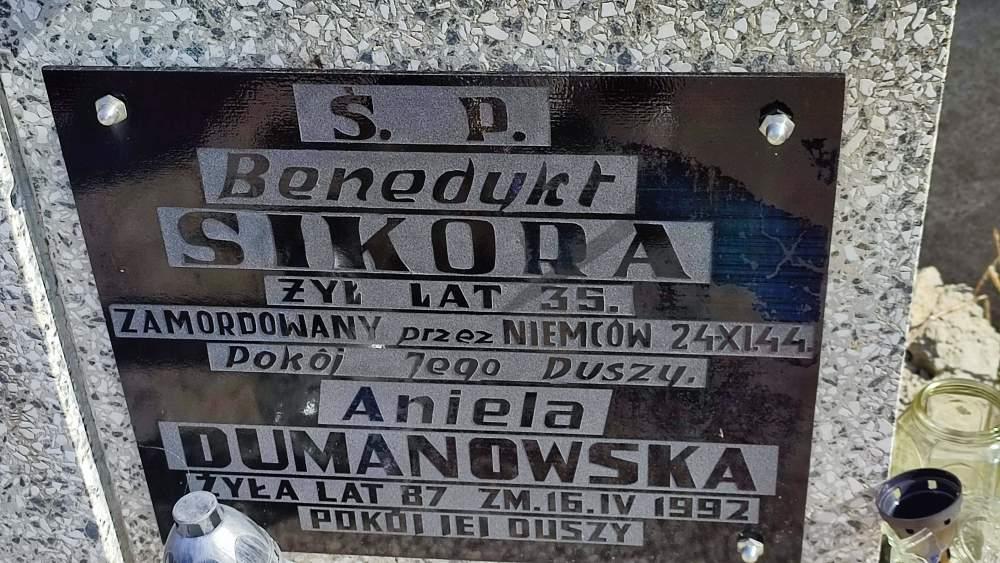 Ś. P.
Benedykt
SIKORA
ŻYŁ LAT 35.
ZAMORDOWANY przez NIEMCÓW 24-XI.44.
Pokój Jego Duszy.
Aniela
DUMANOWSKA
ŻYŁA LAT 87 ZM.16.IV 1992
POKÓJ JEJ DUSZY